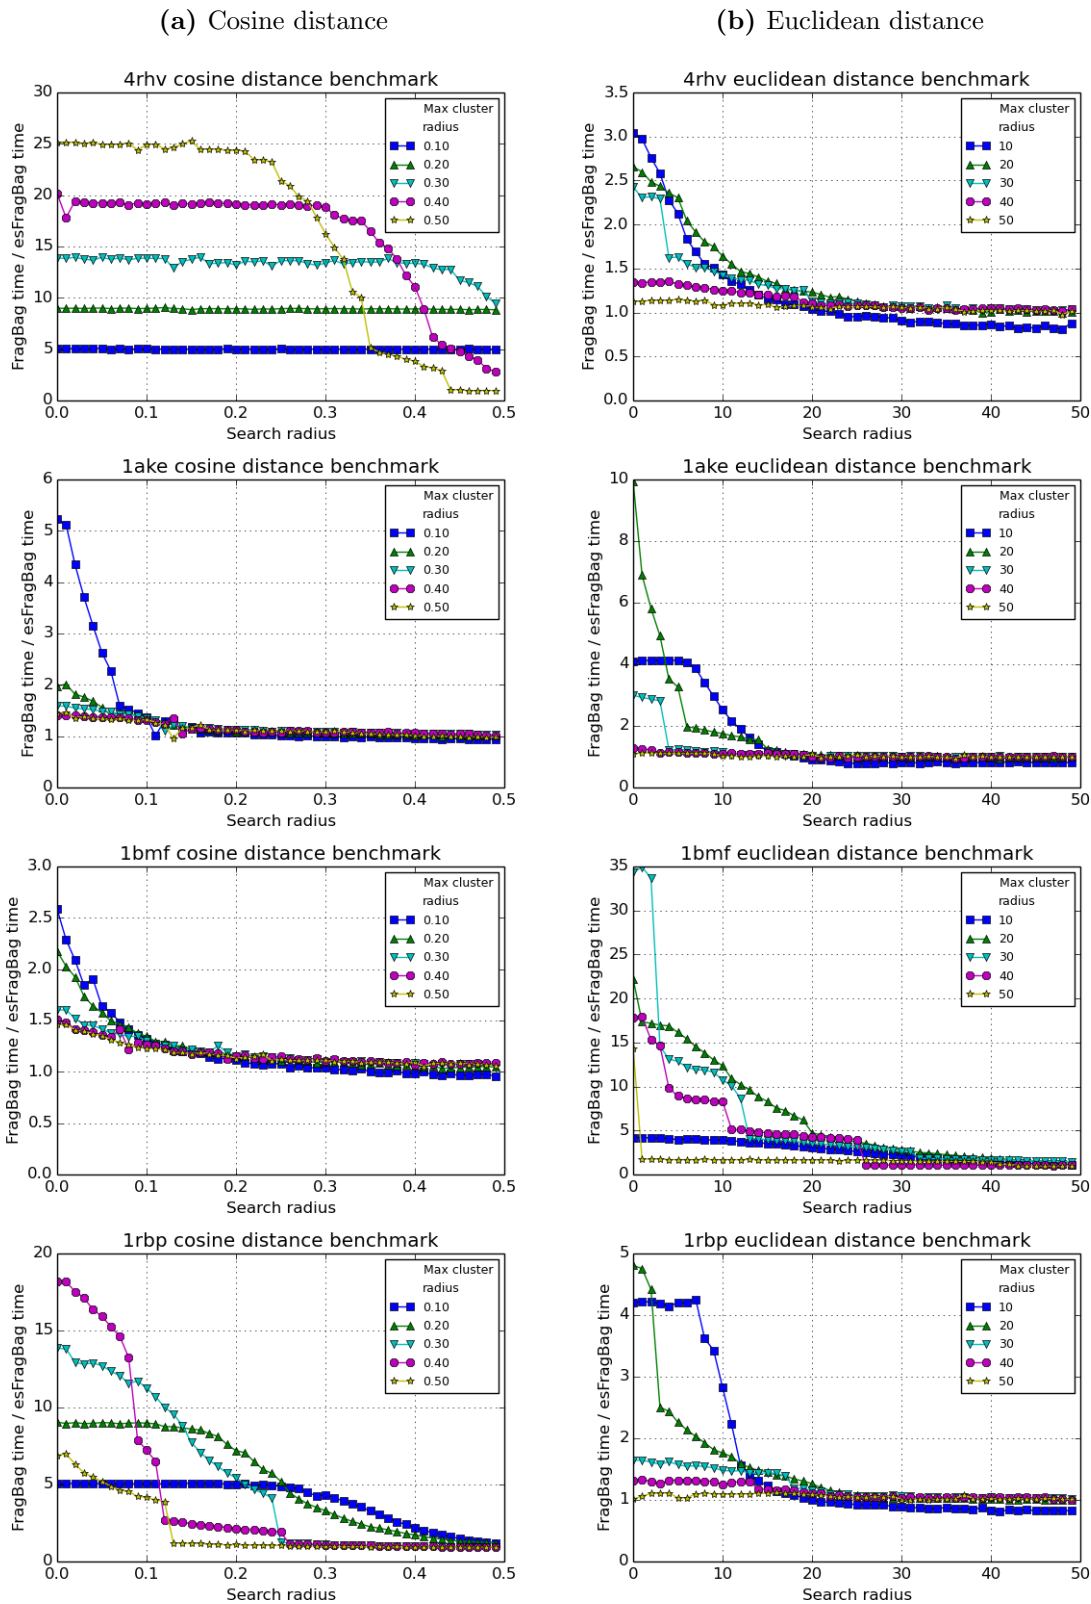 (a) Cosine distance
(b) Euclidean distance
4rhv cosine distance benchmark
FragBag time / esFragBag time
30
25
20
15
10
5
0
0.0 0.1 0.2 0.3 0.4 0.5
Search radius
Max cluster
radius
0.10
0.20
0.30
0.40
0.50
4rhv euclidean distance benchmark
FragBag time / esFragBag time
3.5
3.0
2.5
2.0
1.5
1.0
0.5
0.0
0 10 20 30 40 50
Search radius
Max cluster
radius
10
20
30
40
50
1ake cosine distance benchmark
FragBag time / esFragBag time
6
5
4
3
2
1
0
0.0 0.1 0.2 0.3 0.4 0.5
Search radius
Max cluster
radius
0.10
0.20
0.30
0.40
0.50
1ake euclidean distance benchmark
FragBag time / esFragBag time
10
8
6
4
2
0
0 10 20 30 40 50
Search radius
Max cluster
radius
10
20
30
40
50
1bmf cosine distance benchmark
FragBag time / esFragBag time
3.0
2.5
2.0
1.5
1.0
0.5
0.0
0.0 0.1 0.2 0.3 0.4 0.5
Search radius
Max cluster
radius
0.10
0.20
0.30
0.40
0.50
1bmf euclidean distance benchmark
FragBag time / esFragBag time
35
30
25
20
15
10
5
0
0 10 20 30 40 50
Search radius
Max cluster
radius
10
20
30
40
50
1rbp cosine distance benchmark
FragBag time / esFragBag time
20
15
10
5
0
0.0 0.1 0.2 0.3 0.4 0.5
Search radius
Max cluster
radius
0.10
0.20
0.30
0.40
0.50
1rbp euclidean distance benchmark
FragBag time / esFragBag time
5
4
3
2
1
0
0 10 20 30 40 50
Search radius
Max cluster
radius
10
20
30
40
50